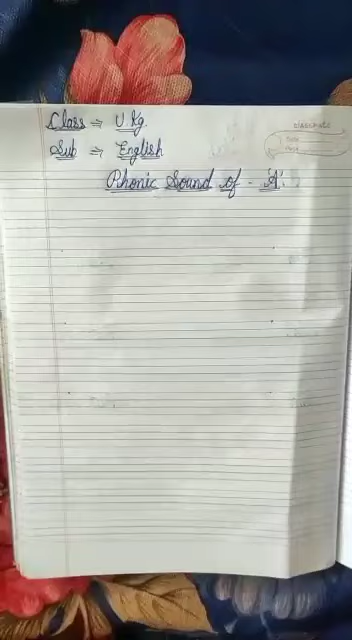 Class ⇒ U Kg
Sub ⇒ English
Phonic Sound of - 'A'.